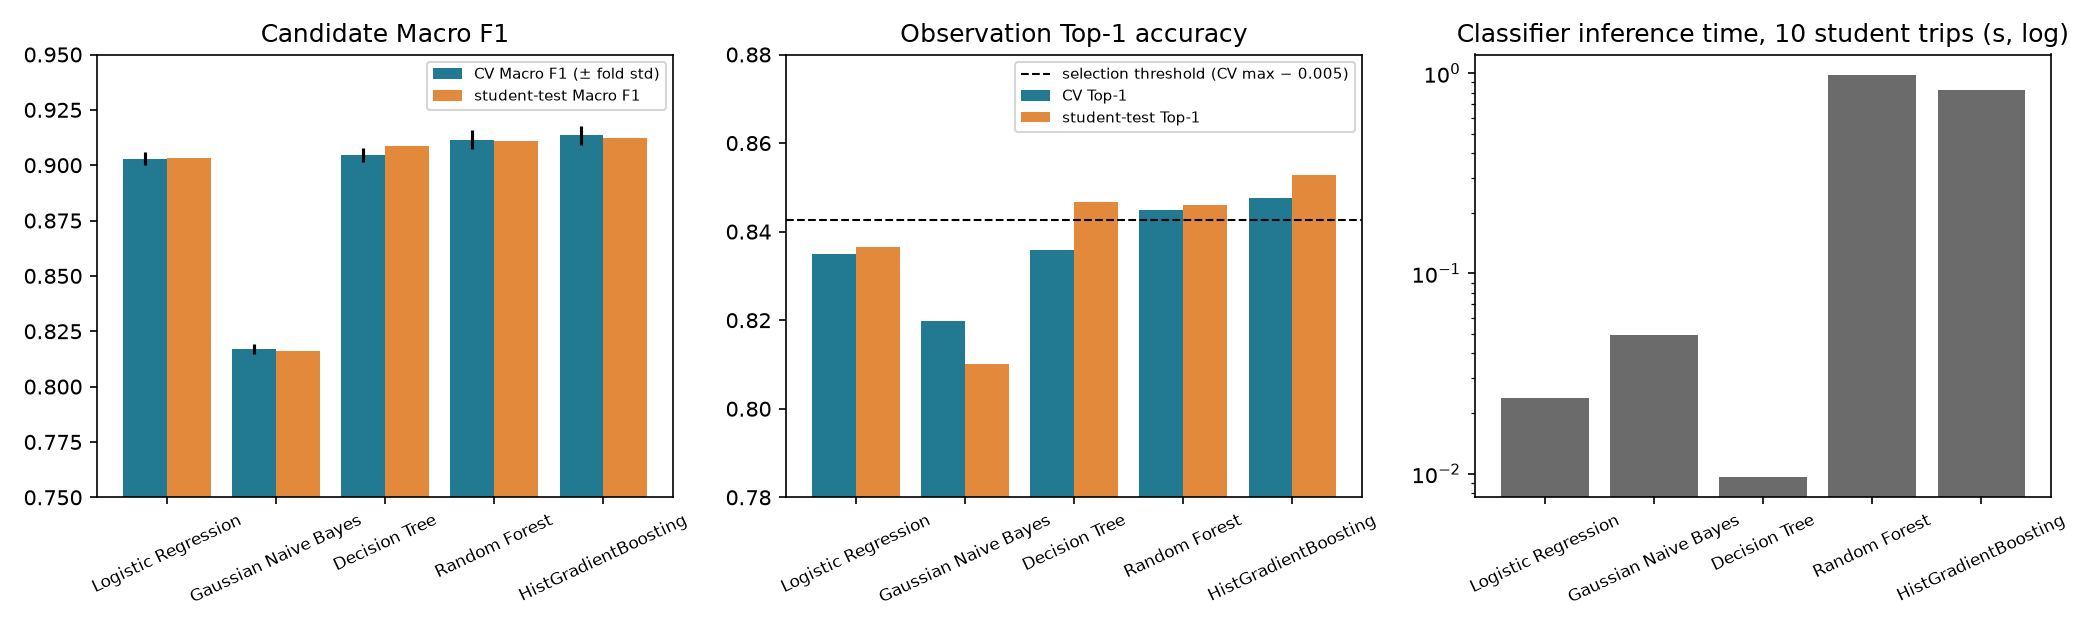 Candidate Macro F1
CV Macro F1 (± fold std)
student-test Macro F1
0.950
0.925
0.900
0.875
0.850
0.825
0.800
0.775
0.750
Logistic Regression
Gaussian Naive Bayes
Decision Tree
Random Forest
HistGradientBoosting
Observation Top-1 accuracy
selection threshold (CV max − 0.005)
CV Top-1
student-test Top-1
0.88
0.86
0.84
0.82
0.80
0.78
Logistic Regression
Gaussian Naive Bayes
Decision Tree
Random Forest
HistGradientBoosting
Classifier inference time, 10 student trips (s, log)
10⁰
10⁻¹
10⁻²
Logistic Regression
Gaussian Naive Bayes
Decision Tree
Random Forest
HistGradientBoosting